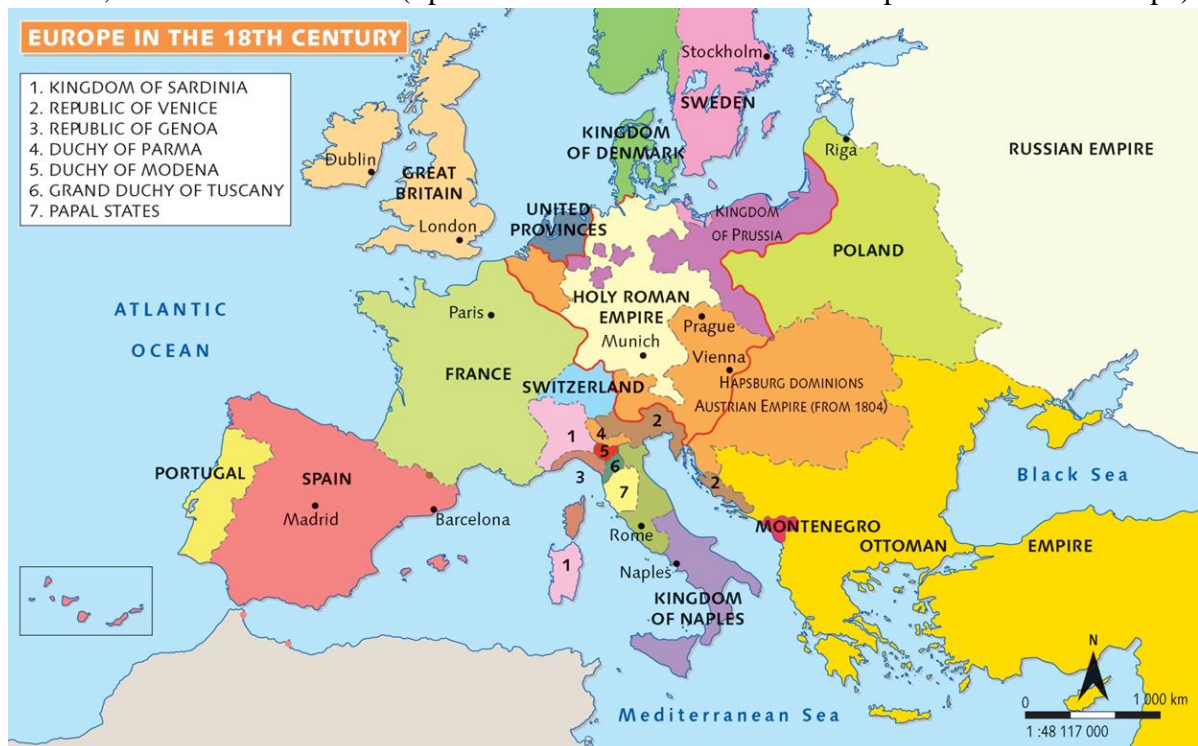 EUROPE IN THE 18TH CENTURY
1. KINGDOM OF SARDINIA
2. REPUBLIC OF VENICE
3. REPUBLIC OF GENOA
4. DUCHY OF PARMA
5. DUCHY OF MODENA
6. GRAND DUCHY OF TUSCANY
7. PAPAL STATES
Stockholm
SWEDEN
KINGDOM
OF DENMARK
Riga
RUSSIAN EMPIRE
Dublin
GREAT
BRITAIN
London
UNITED
PROVINCES
KINGDOM
OF PRUSSIA
POLAND
ATLANTIC
OCEAN
Paris
HOLY ROMAN
EMPIRE
Prague
Munich
Vienna
FRANCE
SWITZERLAND
HAPSBURG DOMINIONS
AUSTRIAN EMPIRE (FROM 1804)
1
2
4
5
6
3
7
2
PORTUGAL
SPAIN
Madrid
Barcelona
Rome
MONTENEGRO
OTTOMAN
EMPIRE
Black Sea
1
Naples
KINGDOM
OF NAPLES
Mediterranean Sea
N
0
1 000 km
1 :48 117 000